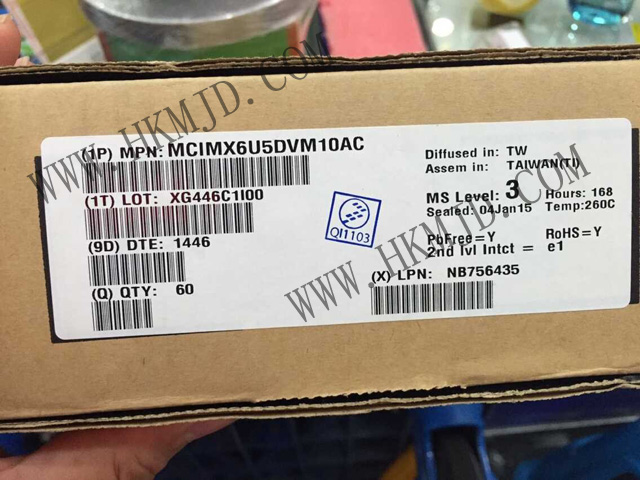 (1P) MPN: MCIMX6U5DVM10AC
(1T) LOT: XG446C1I00
(9D) DTE: 1446
(Q) QTY: 60
QI1103
Diffused in: TW
Assem in: TAIWAN(TI)
MS Level: 3 Hours: 168
Sealed: 04Jan15 Temp:260C
PbFree=Y RoHS=Y
2nd lvl Intct = e1
(X) LPN: NB756435
WWW.HKMJD.COM
WWW.HKMJD.COM